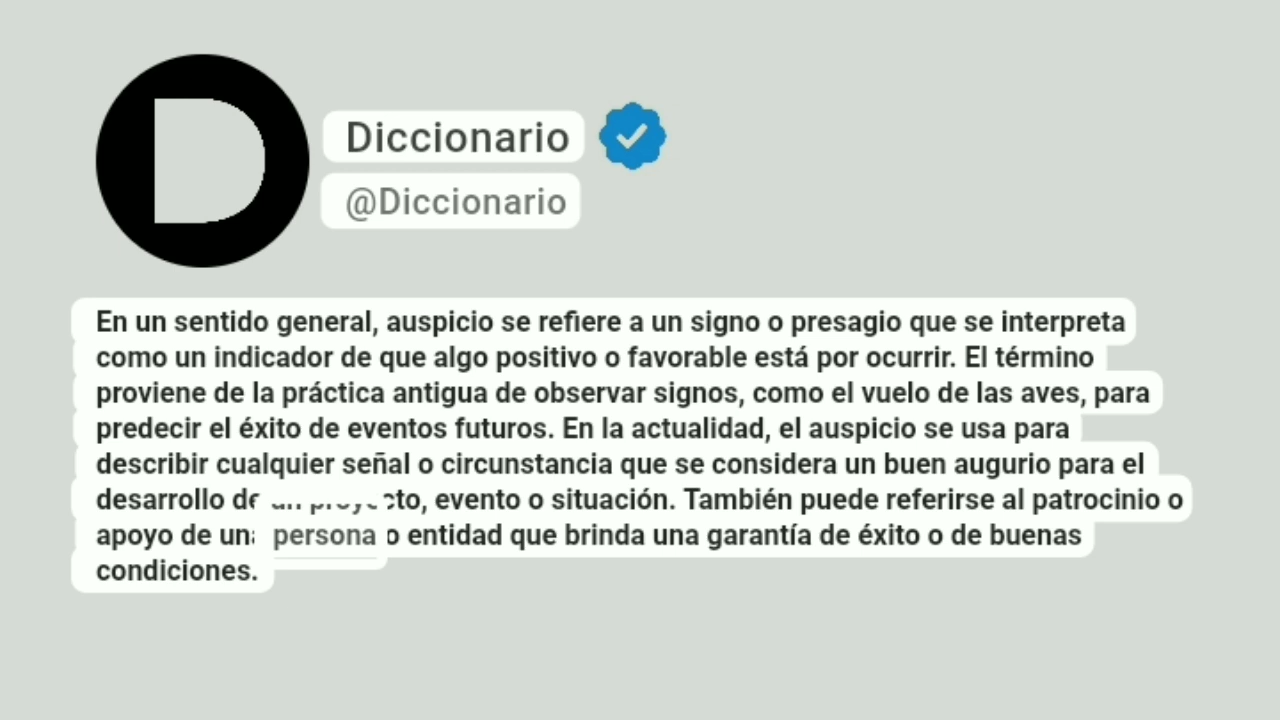 D
Diccionario
@Diccionario
En un sentido general, auspicio se refiere a un signo o presagio que se interpreta
como un indicador de que algo positivo o favorable está por ocurrir. El término
proviene de la práctica antigua de observar signos, como el vuelo de las aves, para
predecir el éxito de eventos futuros. En la actualidad, el auspicio se usa para
describir cualquier señal o circunstancia que se considera un buen augurio para el
desarrollo de un proyecto, evento o situación. También puede referirse al patrocinio o
apoyo de una persona o entidad que brinda una garantía de éxito o de buenas
condiciones.